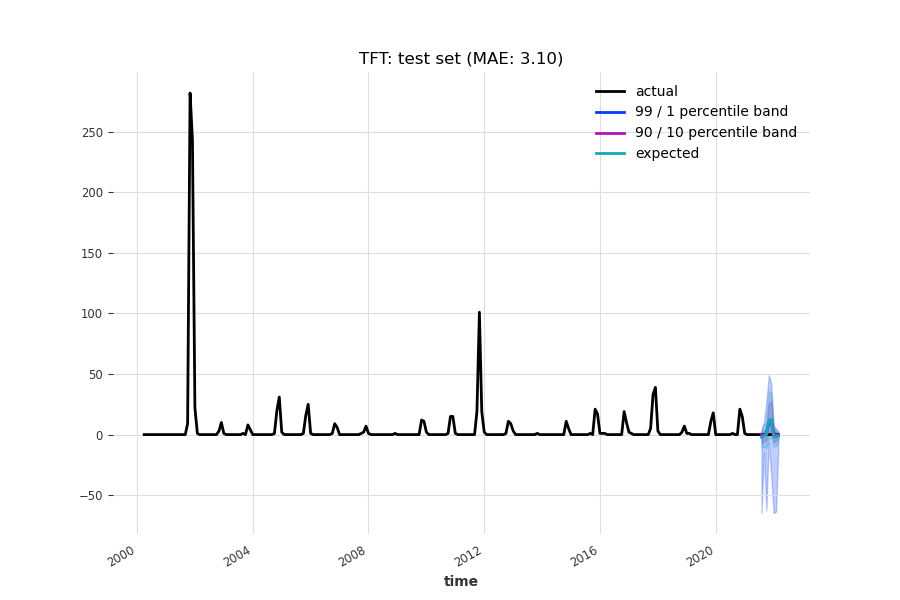 TFT: test set (MAE: 3.10)
actual
99 / 1 percentile band
90 / 10 percentile band
expected
250
200
150
100
50
0
−50
2000
2004
2008
2012
2016
2020
time